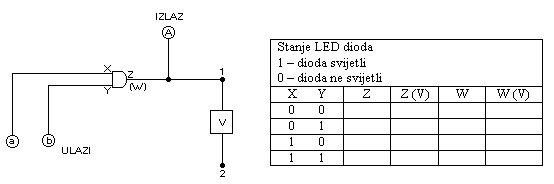 IZLAZ
A
X
Y
Z
(W)
1
V
2
a
b
ULAZI
Stanje LED dioda
1 – dioda svijetli
0 – dioda ne svijetli
X Y Z Z (V) W W (V)
0 0
0 1
1 0
1 1